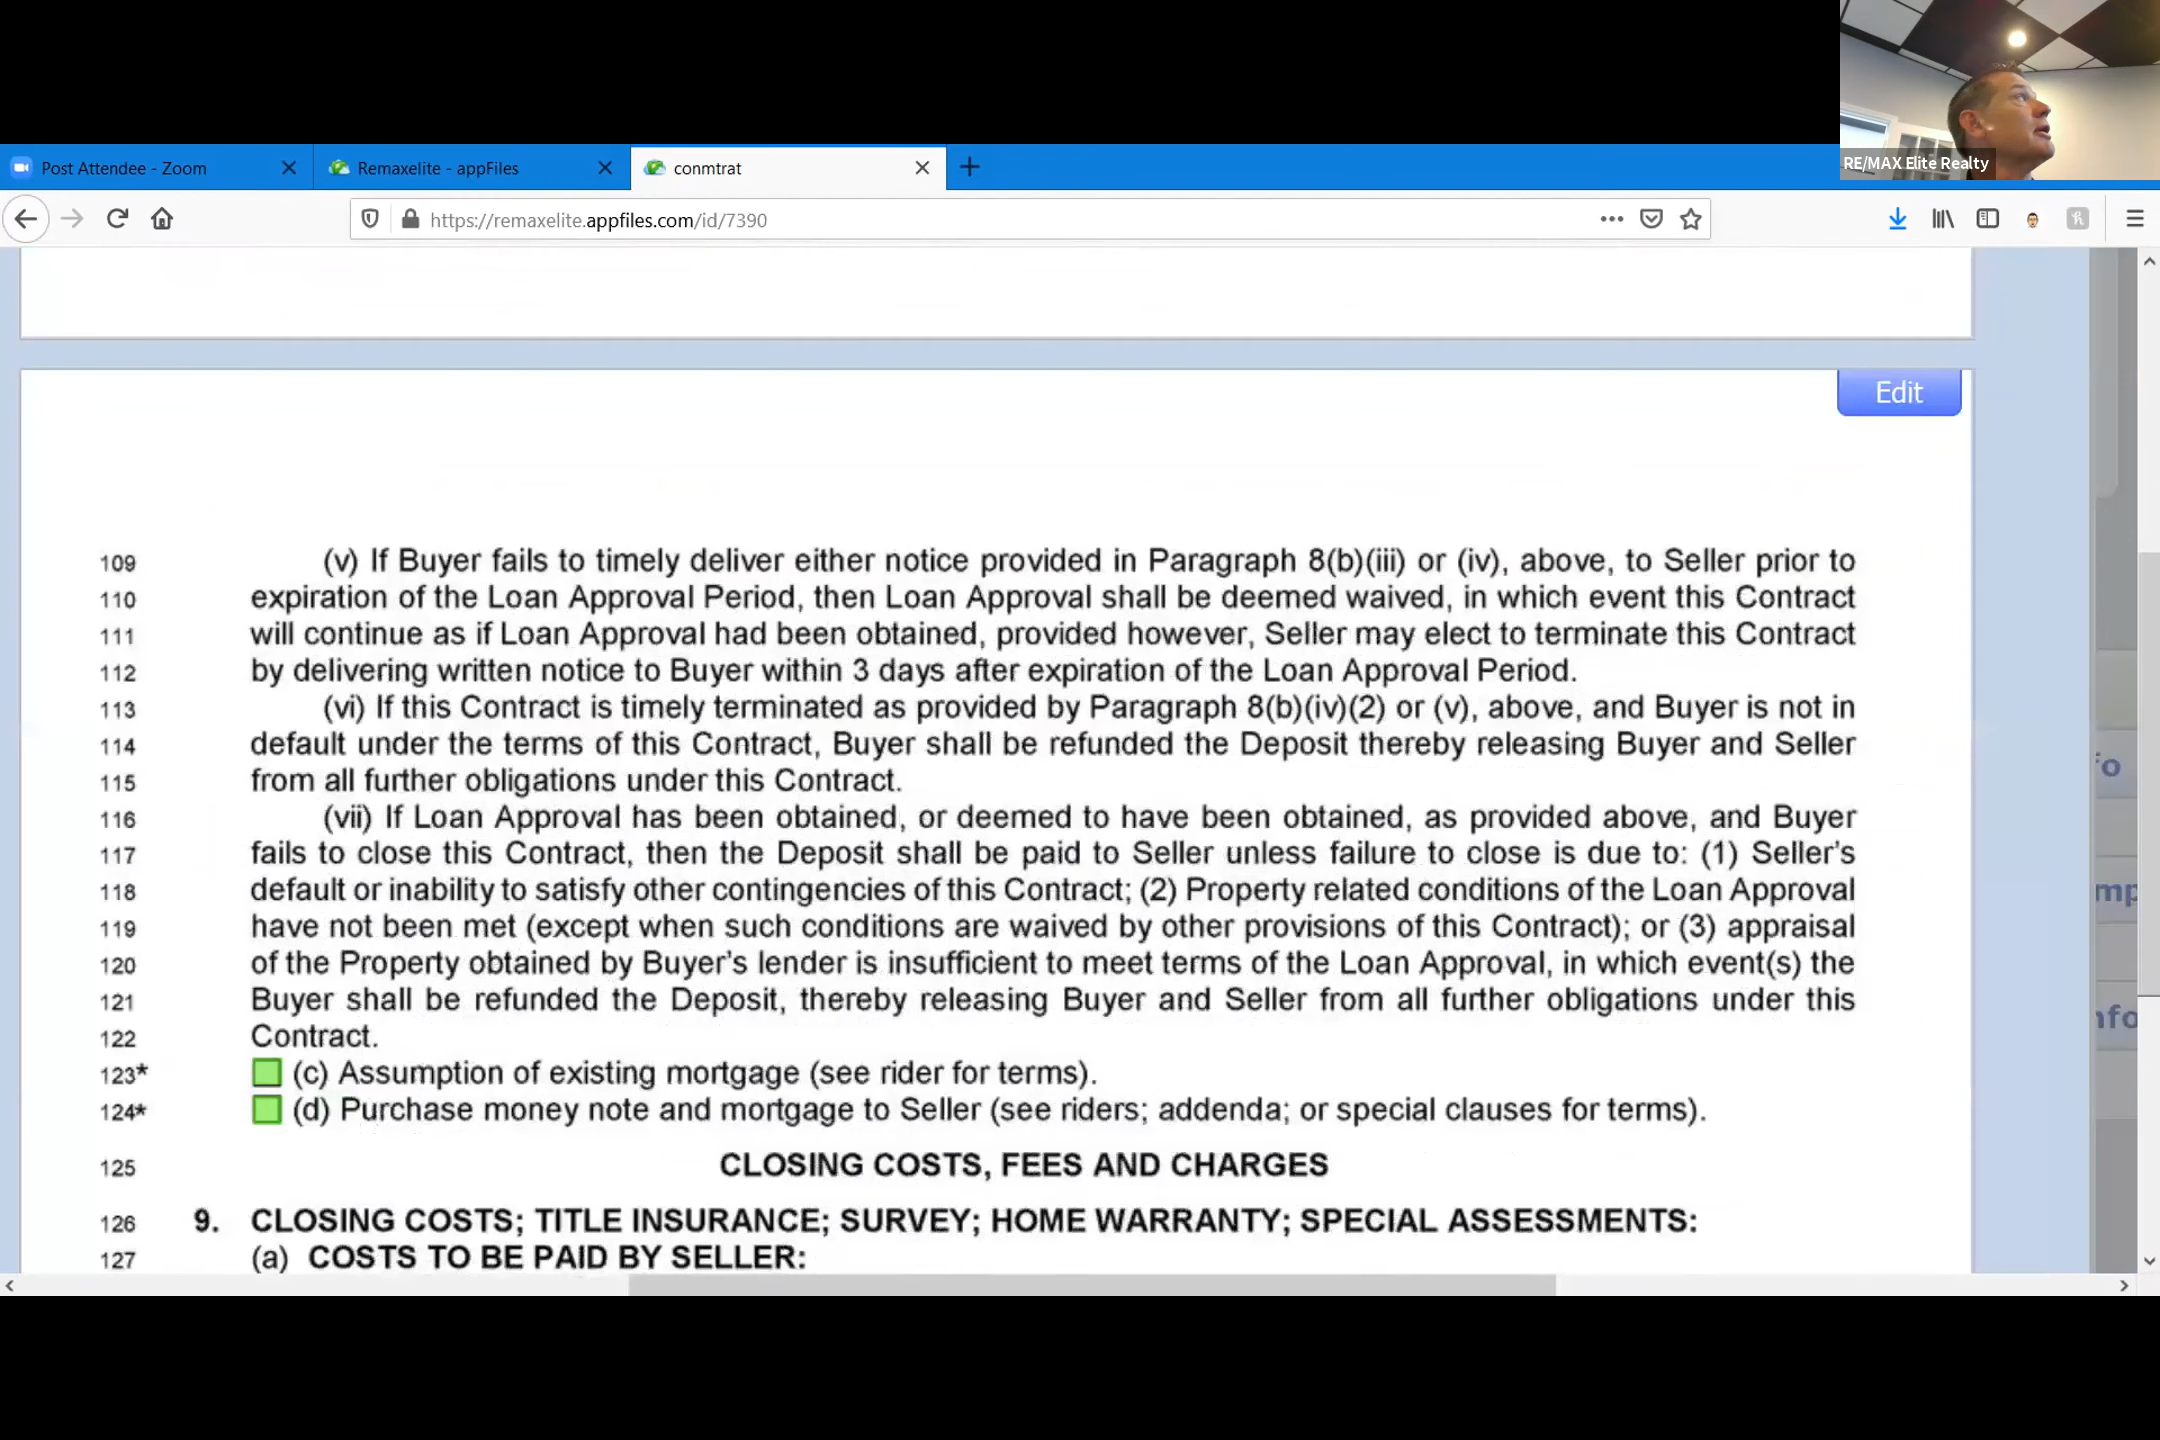 RE/MAX Elite Realty
Post Attendee - Zoom
Remaxelite - appFiles
conmtrat
https://remaxelite.appfiles.com/id/7390
Edit
109 (v) If Buyer fails to timely deliver either notice provided in Paragraph 8(b)(iii) or (iv), above, to Seller prior to
110 expiration of the Loan Approval Period, then Loan Approval shall be deemed waived, in which event this Contract
111 will continue as if Loan Approval had been obtained, provided however, Seller may elect to terminate this Contract
112 by delivering written notice to Buyer within 3 days after expiration of the Loan Approval Period.
113 (vi) If this Contract is timely terminated as provided by Paragraph 8(b)(iv)(2) or (v), above, and Buyer is not in
114 default under the terms of this Contract, Buyer shall be refunded the Deposit thereby releasing Buyer and Seller
115 from all further obligations under this Contract.
116 (vii) If Loan Approval has been obtained, or deemed to have been obtained, as provided above, and Buyer
117 fails to close this Contract, then the Deposit shall be paid to Seller unless failure to close is due to: (1) Seller's
118 default or inability to satisfy other contingencies of this Contract; (2) Property related conditions of the Loan Approval
119 have not been met (except when such conditions are waived by other provisions of this Contract); or (3) appraisal
120 of the Property obtained by Buyer's lender is insufficient to meet terms of the Loan Approval, in which event(s) the
121 Buyer shall be refunded the Deposit, thereby releasing Buyer and Seller from all further obligations under this
122 Contract.
123* (c) Assumption of existing mortgage (see rider for terms).
124* (d) Purchase money note and mortgage to Seller (see riders; addenda; or special clauses for terms).
125 CLOSING COSTS, FEES AND CHARGES
126 9. CLOSING COSTS; TITLE INSURANCE; SURVEY; HOME WARRANTY; SPECIAL ASSESSMENTS:
127 (a) COSTS TO BE PAID BY SELLER: